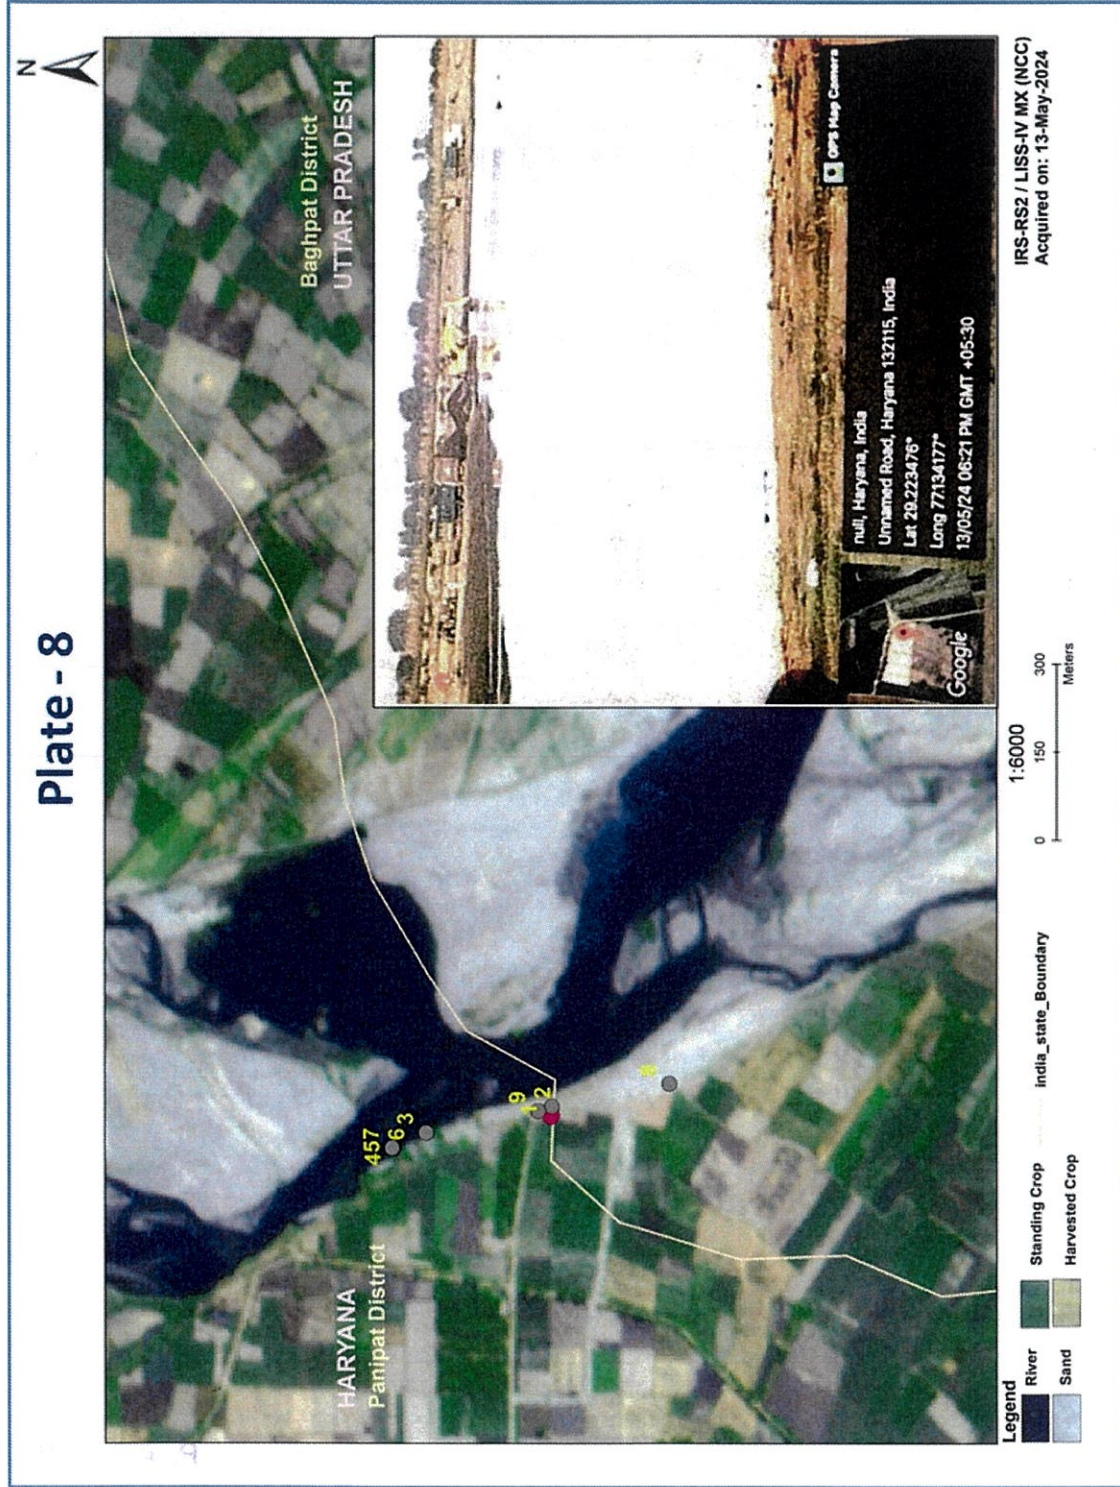 Plate - 8
N
Baghpat District
UTTAR PRADESH
HARYANA
Panipat District
457
6
3
9
1
2
8
GPS Map Camera
null, Haryana, India
Unnamed Road, Haryana 132115, India
Lat 29.223476°
Long 77.134177°
13/05/24 06:21 PM GMT +05:30
Google
Legend
River
Sand
Standing Crop
Harvested Crop
india_state_Boundary
1:6000
0 150 300
Meters
IRS-RS2 / LISS-IV MX (NCC)
Acquired on: 13-May-2024